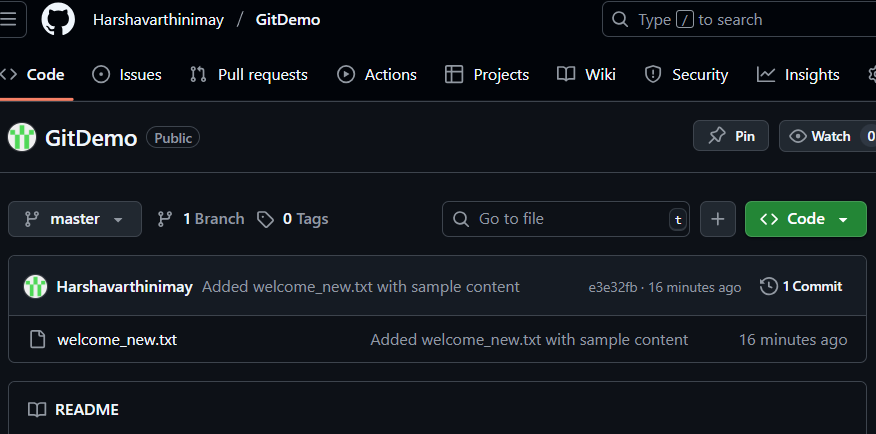 Harshavarthinimay / GitDemo Type / to search
Code Issues Pull requests Actions Projects Wiki Security Insights
GitDemo Public Pin Watch 0
master 1 Branch 0 Tags Go to file t Code
Harshavarthinimay Added welcome_new.txt with sample content e3e32fb · 16 minutes ago 1 Commit
welcome_new.txt Added welcome_new.txt with sample content 16 minutes ago
README